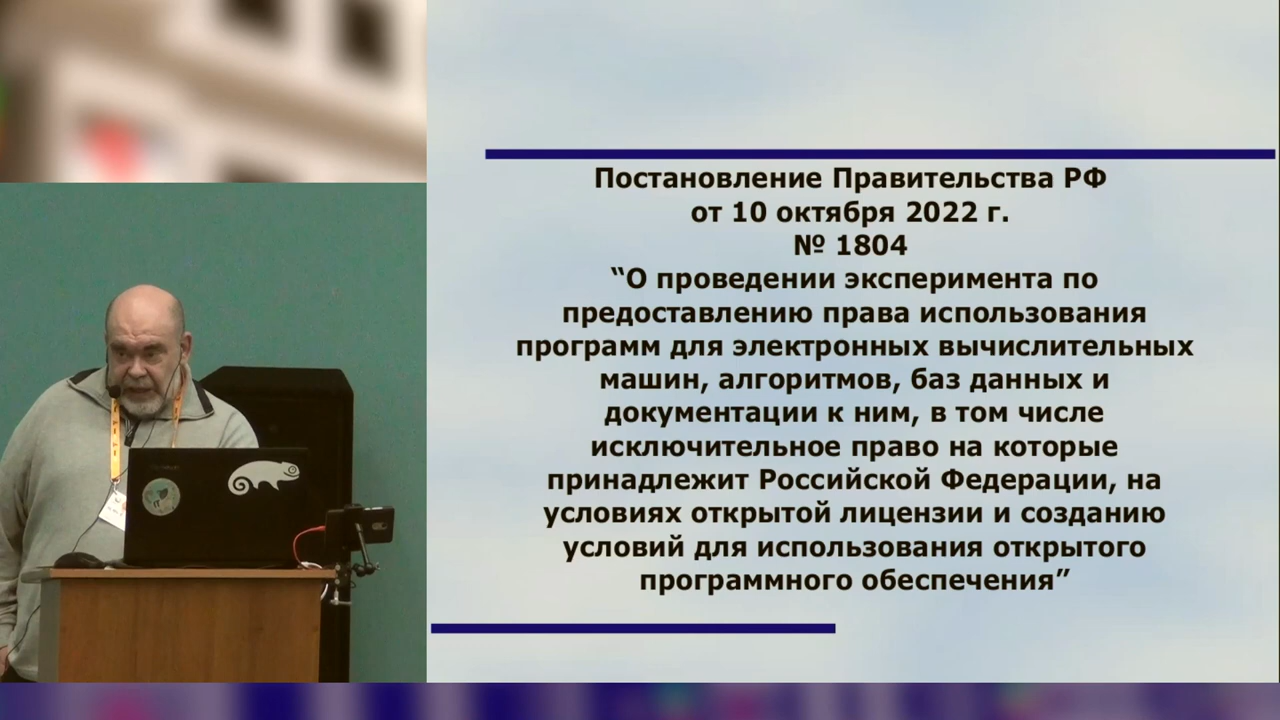 Постановление Правительства РФ
от 10 октября 2022 г.
№ 1804
“О проведении эксперимента по
предоставлению права использования
программ для электронных вычислительных
машин, алгоритмов, баз данных и
документации к ним, в том числе
исключительное право на которые
принадлежит Российской Федерации, на
условиях открытой лицензии и созданию
условий для использования открытого
программного обеспечения”